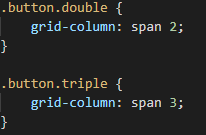 .button.double {
    grid-column: span 2;
}

.button.triple {
    grid-column: span 3;
}